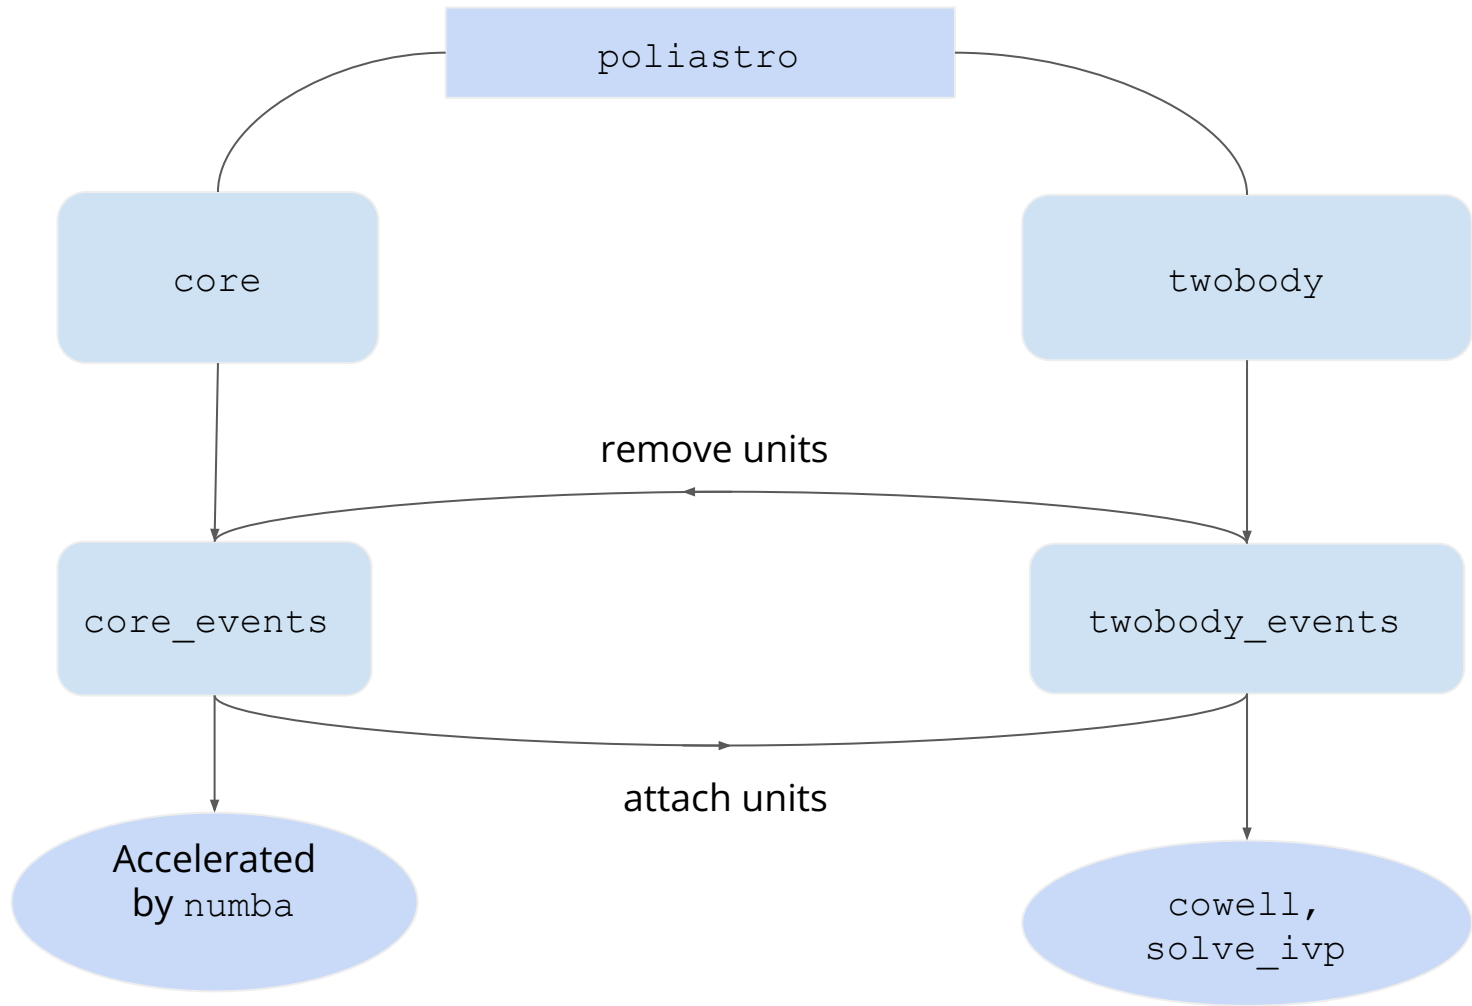 poliastro
core
twobody
remove units
core_events
twobody_events
attach units
Accelerated
by numba
cowell,
solve_ivp